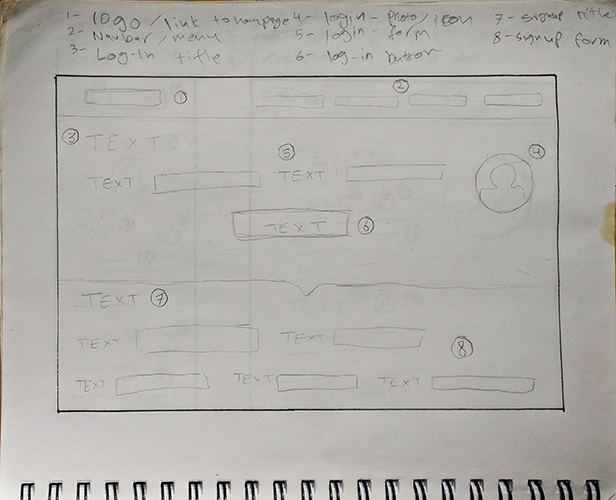 1- logo / link to homepage 4- login - photo/icon 7- signup title
2- Navbar / menu 5- login - form 8- signup form
3- Log-In title 6- log-in button
1
2
3 TEXT
4
5
TEXT TEXT
TEXT 6
TEXT 7
TEXT TEXT
8
TEXT TEXT TEXT